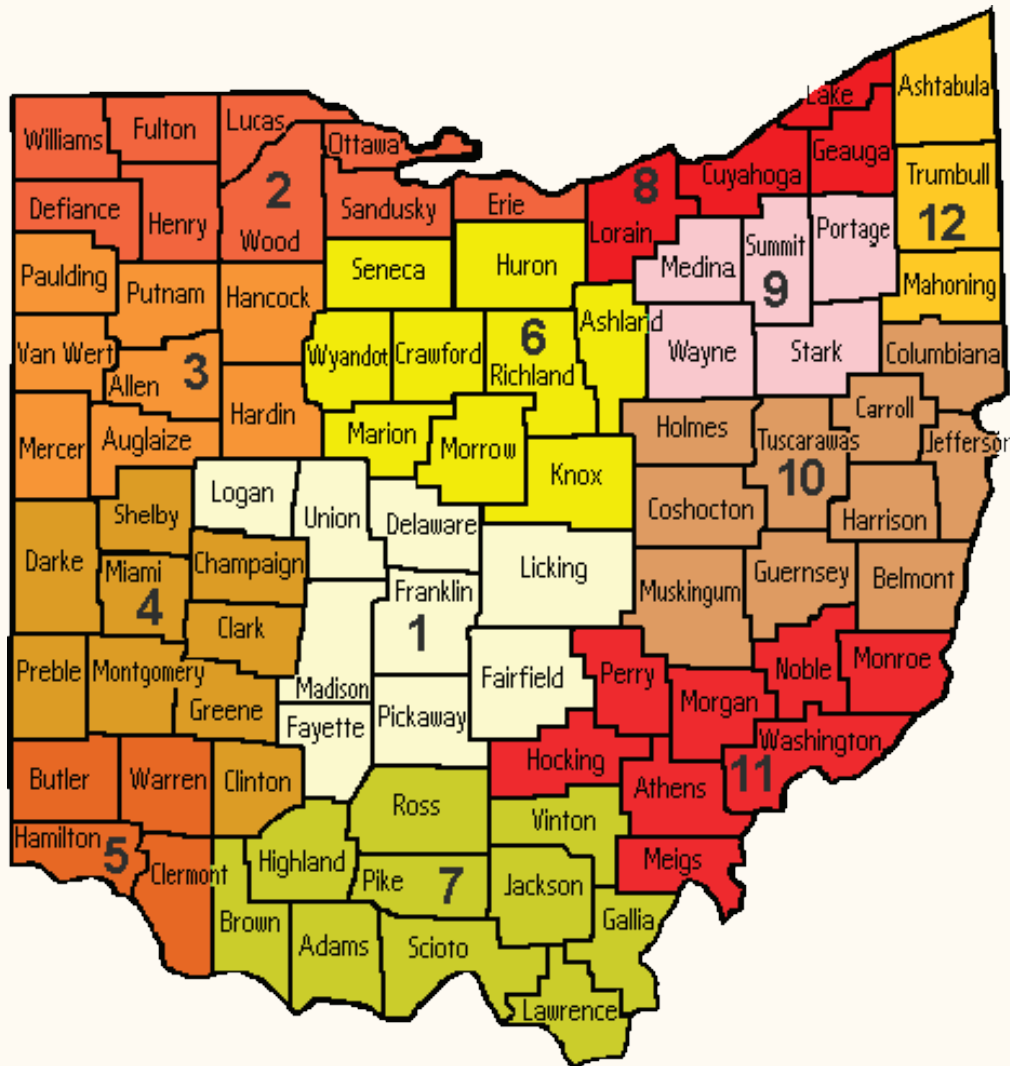 Ashtabula
Lake
Williams
Fulton
Lucas
Ottawa
Geauga
Cuyahoga
Trumbull
8
2
Defiance
Henry
Sandusky
Erie
12
Wood
Lorain
Summit
Portage
Seneca
Huron
Medina
Paulding
Putnam
Hancock
9
Mahoning
Ashland
6
Van Wert
Wyandot
Crawford
Wayne
Stark
Columbiana
3
Allen
Richland
Hardin
Carroll
Mercer
Auglaize
Marion
Morrow
Holmes
Tuscarawas
Jefferson
Knox
10
Logan
Shelby
Union
Delaware
Coshocton
Harrison
Darke
Champaign
Licking
Miami
Guernsey
Belmont
4
Franklin
Muskingum
Clark
1
Preble
Montgomery
Perry
Noble
Monroe
Fairfield
Madison
Greene
Pickaway
Morgan
Fayette
Washington
Butler
Warren
Clinton
Hocking
11
Athens
Ross
Vinton
Hamilton
5
Highland
Meigs
Clermont
Pike
7
Jackson
Brown
Gallia
Adams
Scioto
Lawrence